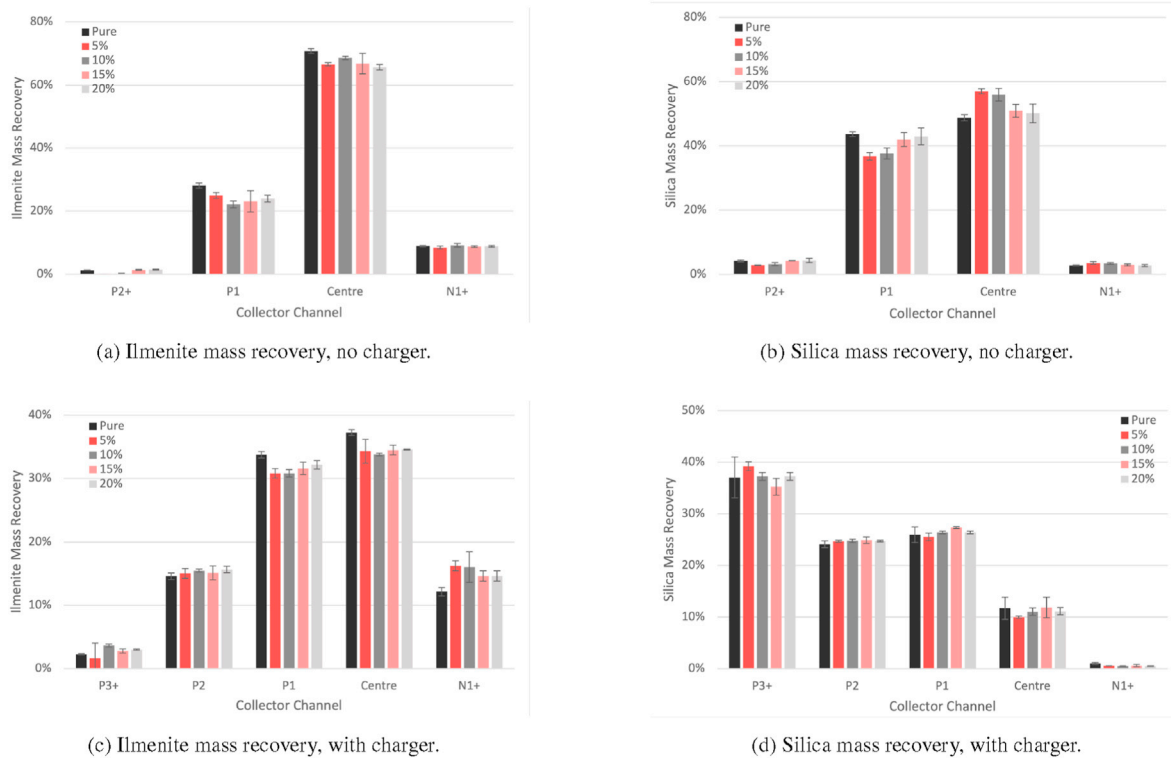 80%
60%
40%
20%
0%
Ilmenite Mass Recovery
Pure
5%
10%
15%
20%
P2+ P1 Centre N1+
Collector Channel
(a) Ilmenite mass recovery, no charger.
80%
60%
40%
20%
0%
Silica Mass Recovery
Pure
5%
10%
15%
20%
P2+ P1 Centre N1+
Collector Channel
(b) Silica mass recovery, no charger.
40%
30%
20%
10%
0%
Ilmenite Mass Recovery
Pure
5%
10%
15%
20%
P3+ P2 P1 Centre N1+
Collector Channel
(c) Ilmenite mass recovery, with charger.
50%
40%
30%
20%
10%
0%
Silica Mass Recovery
Pure
5%
10%
15%
20%
P3+ P2 P1 Centre N1+
Collector Channel
(d) Silica mass recovery, with charger.